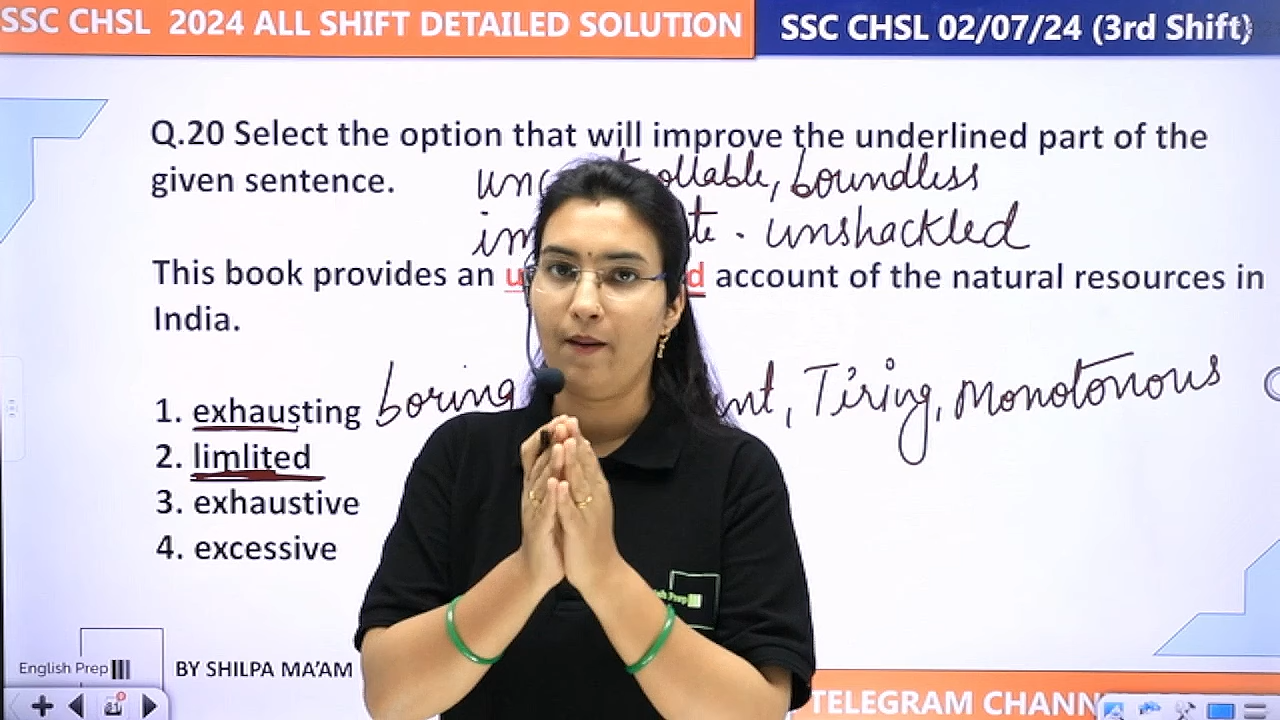 SSC CHSL 2024 ALL SHIFT DETAILED SOLUTION
SSC CHSL 02/07/24 (3rd Shift)
Q.20 Select the option that will improve the underlined part of the
given sentence.
boundless
unshackled
This book provides an account of the natural resources in
India.
1. exhausting boring Tiring, Monotonous
2. limlited
3. exhaustive
4. excessive
English Prep
BY SHILPA MA'AM
TELEGRAM